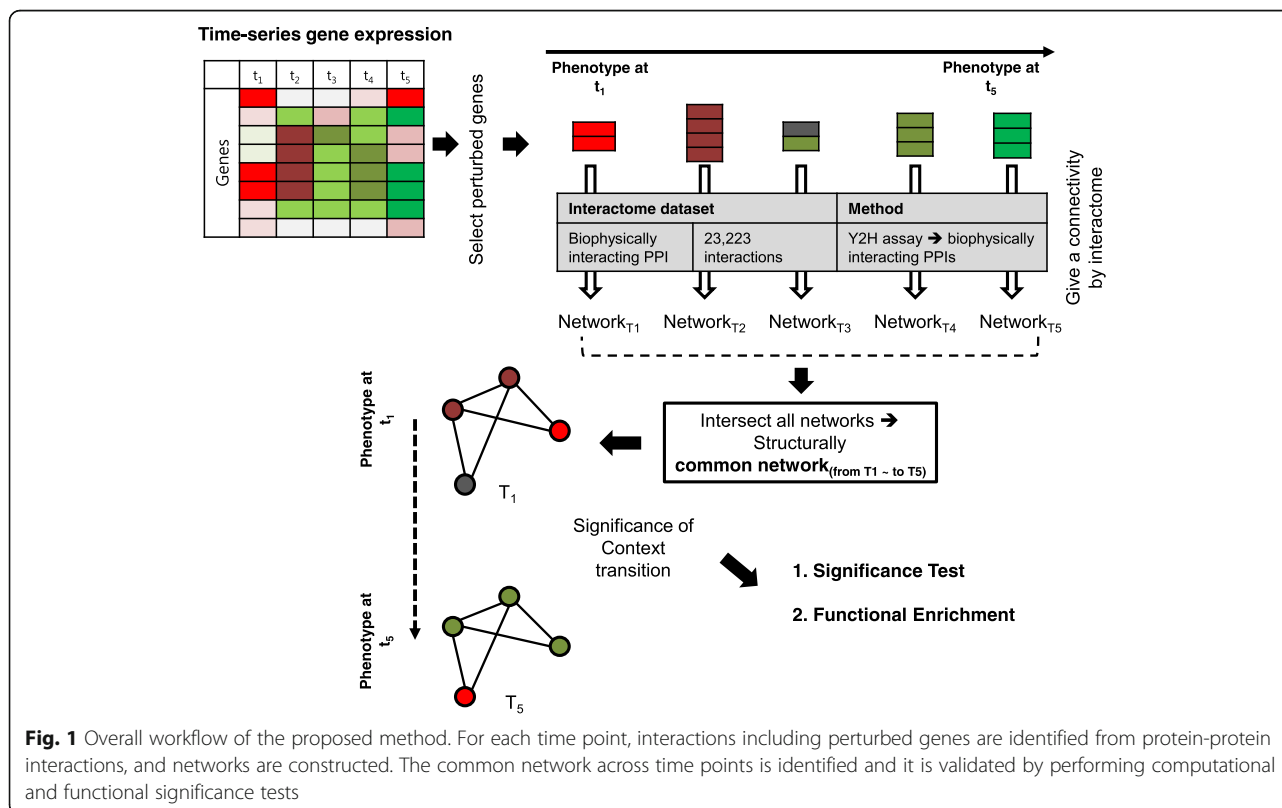 Time-series gene expression
t1 t2 t3 t4 t5
Genes
Select perturbed genes
Phenotype at
t1
Phenotype at
t5
Interactome dataset
Method
Biophysically
interacting PPI
23,223
interactions
Y2H assay ➔ biophysically
interacting PPIs
Give a connectivity
by interactome
NetworkT1 NetworkT2 NetworkT3 NetworkT4 NetworkT5
Intersect all networks ➔
Structurally
common network(from T1 ~ to T5)
Phenotype at
t1
T1
Significance of
Context
transition
1. Significance Test
2. Functional Enrichment
Phenotype at
t5
T5
Fig. 1 Overall workflow of the proposed method. For each time point, interactions including perturbed genes are identified from protein-protein
interactions, and networks are constructed. The common network across time points is identified and it is validated by performing computational
and functional significance tests